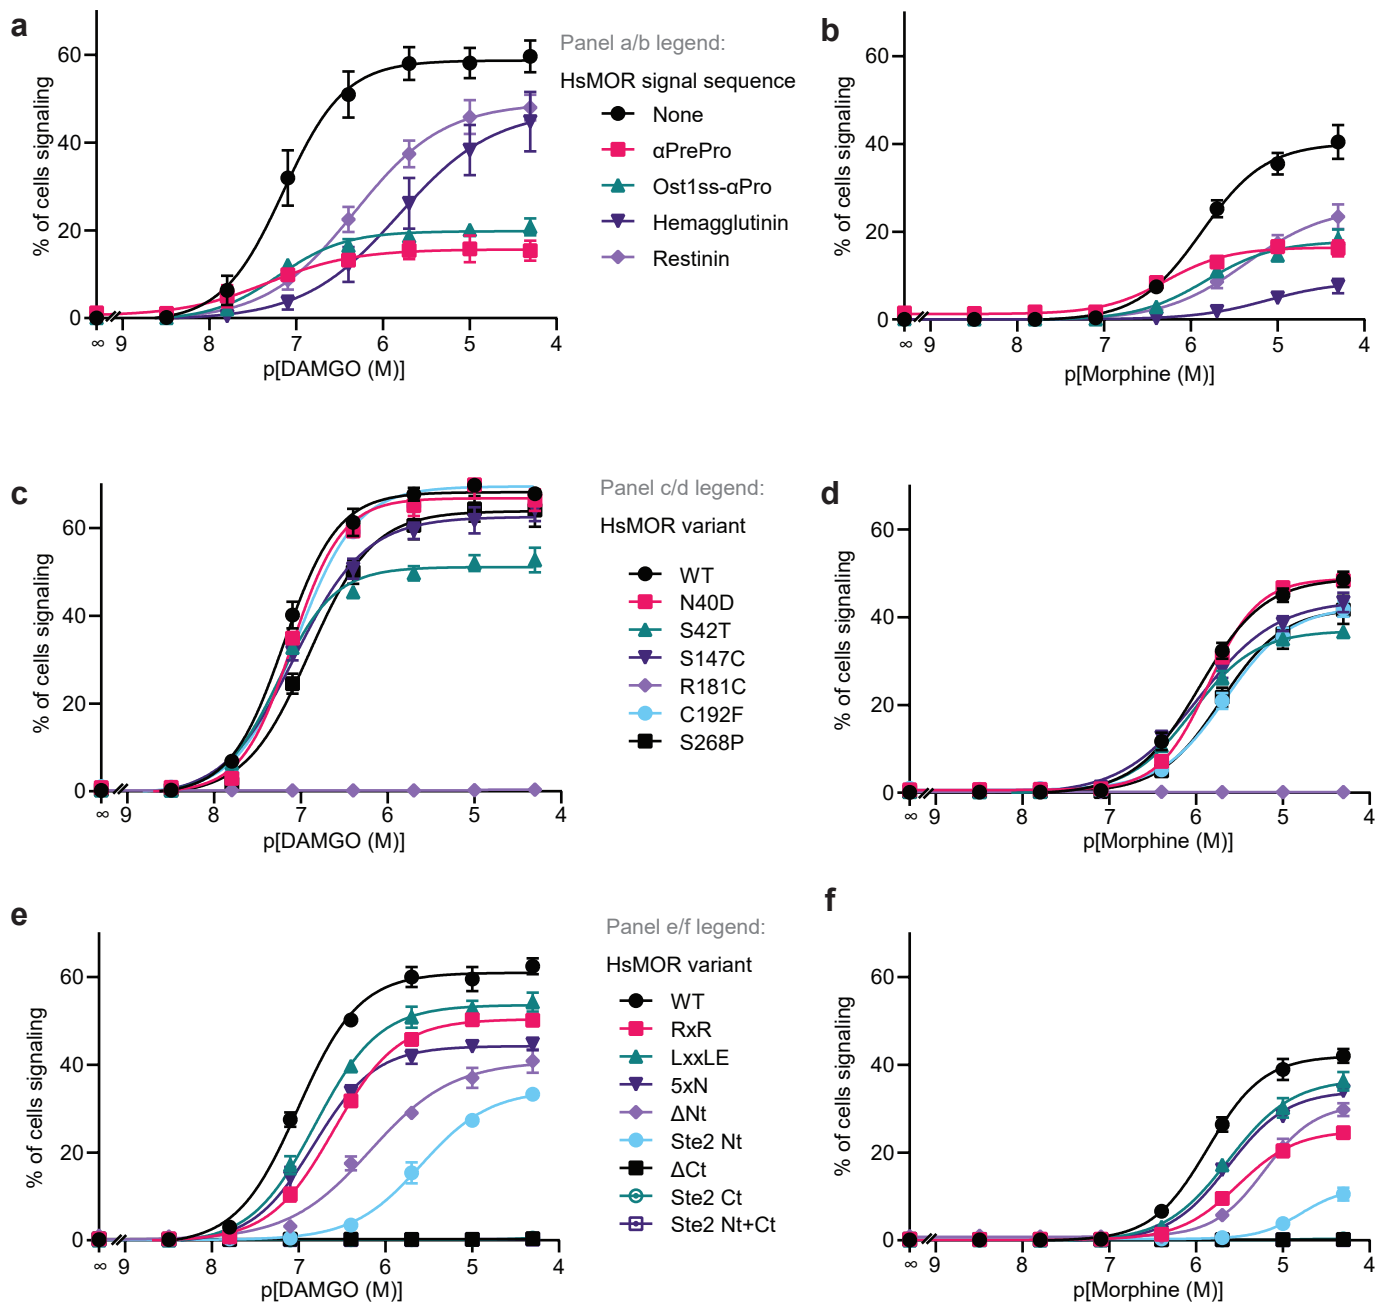 a
% of cells signaling
60
40
20
0
∞ 9 8 7 6 5 4
p[DAMGO (M)]
Panel a/b legend:
HsMOR signal sequence
None
αPrePro
Ost1ss-αPro
Hemagglutinin
Restinin
b
% of cells signaling
60
40
20
0
∞ 9 8 7 6 5 4
p[Morphine (M)]
c
% of cells signaling
60
40
20
0
∞ 9 8 7 6 5 4
p[DAMGO (M)]
Panel c/d legend:
HsMOR variant
WT
N40D
S42T
S147C
R181C
C192F
S268P
d
% of cells signaling
60
40
20
0
∞ 9 8 7 6 5 4
p[Morphine (M)]
e
% of cells signaling
60
40
20
0
∞ 9 8 7 6 5 4
p[DAMGO (M)]
Panel e/f legend:
HsMOR variant
WT
RxR
LxxLE
5xN
ΔNt
Ste2 Nt
ΔCt
Ste2 Ct
Ste2 Nt+Ct
f
% of cells signaling
60
40
20
0
∞ 9 8 7 6 5 4
p[Morphine (M)]